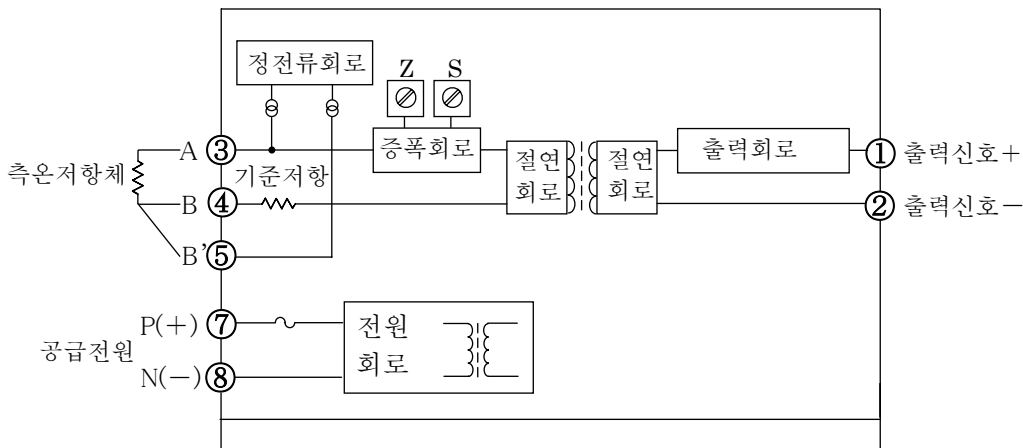 정전류회로
Z S
A ③ 증폭회로 절연 절연 출력회로 ① 출력신호+
회로 회로
측온저항체 기준저항
B ④ ② 출력신호-
B' ⑤
P(+) ⑦ 전원
공급전원 회로
N(-) ⑧